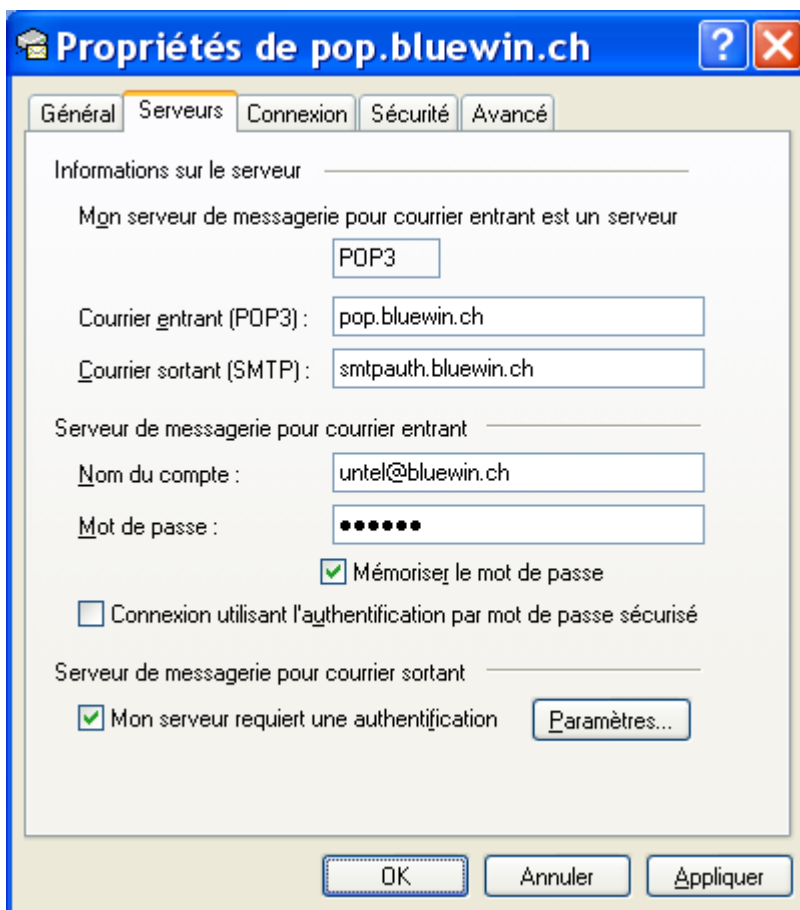 Propriétés de pop.bluewin.ch
Général Serveurs Connexion Sécurité Avancé
Informations sur le serveur
Mon serveur de messagerie pour courrier entrant est un serveur
POP3
Courrier entrant (POP3) : pop.bluewin.ch
Courrier sortant (SMTP) : smtpauth.bluewin.ch
Serveur de messagerie pour courrier entrant
Nom du compte : untel@bluewin.ch
Mot de passe : ●●●●●●
Mémoriser le mot de passe
Connexion utilisant l'authentification par mot de passe sécurisé
Serveur de messagerie pour courrier sortant
Mon serveur requiert une authentification Paramètres...
OK Annuler Appliquer